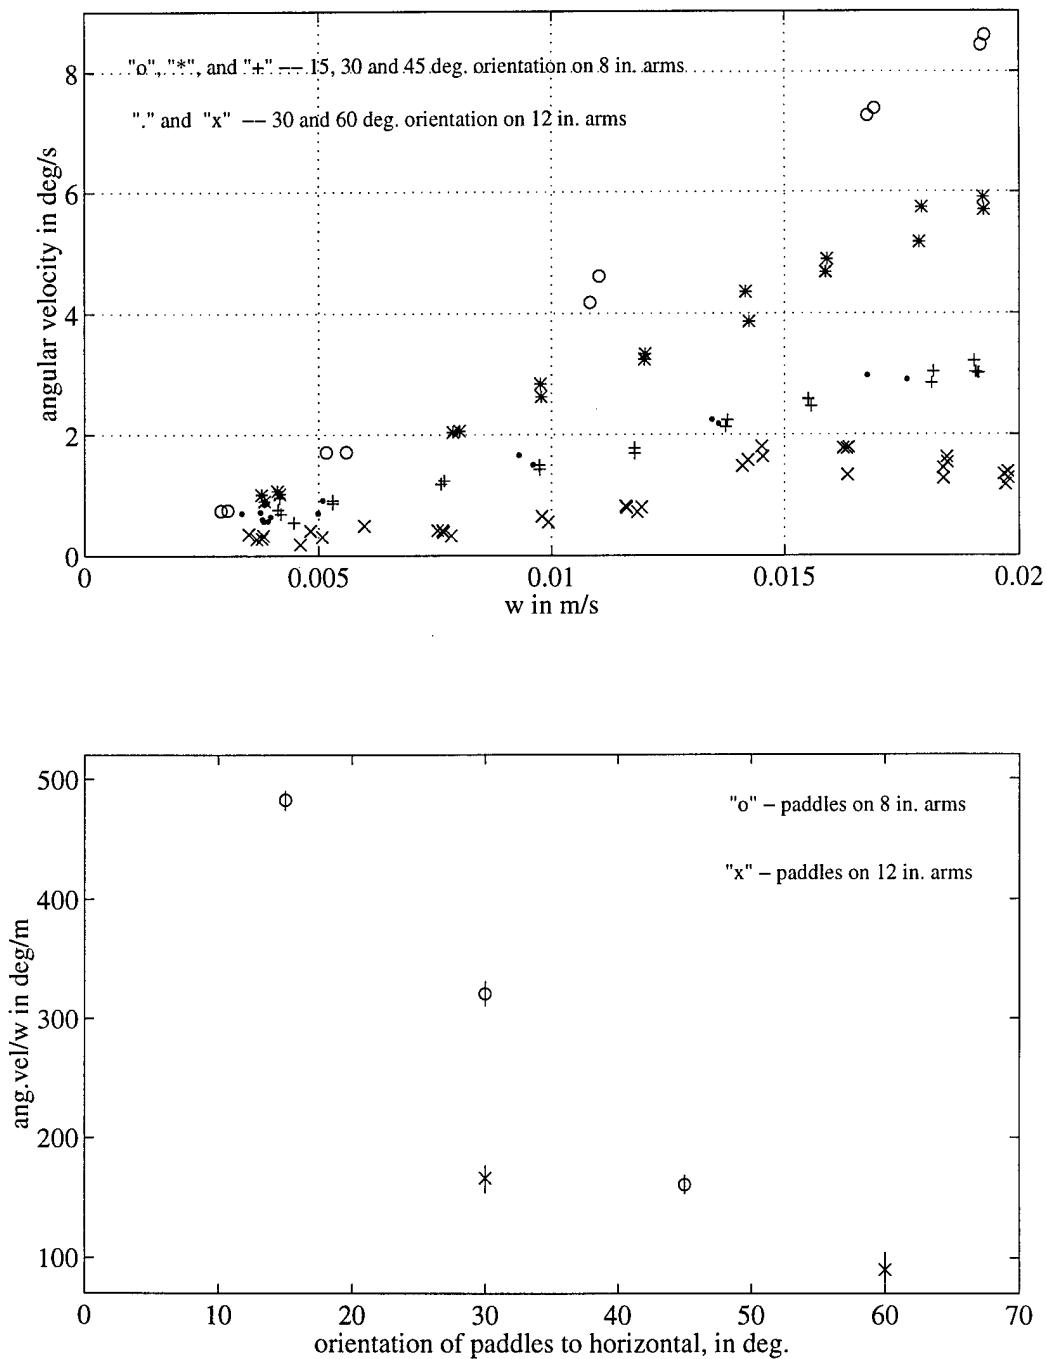 8
"o", "*", and "+" –– 15, 30 and 45 deg. orientation on 8 in. arms
"." and "x" –– 30 and 60 deg. orientation on 12 in. arms
angular velocity in deg/s
6
4
2
0
0 0.005 0.01 0.015 0.02
w in m/s
500
"o" – paddles on 8 in. arms
"x" – paddles on 12 in. arms
400
ang.vel/w in deg/m
300
200
100
0 10 20 30 40 50 60 70
orientation of paddles to horizontal, in deg.